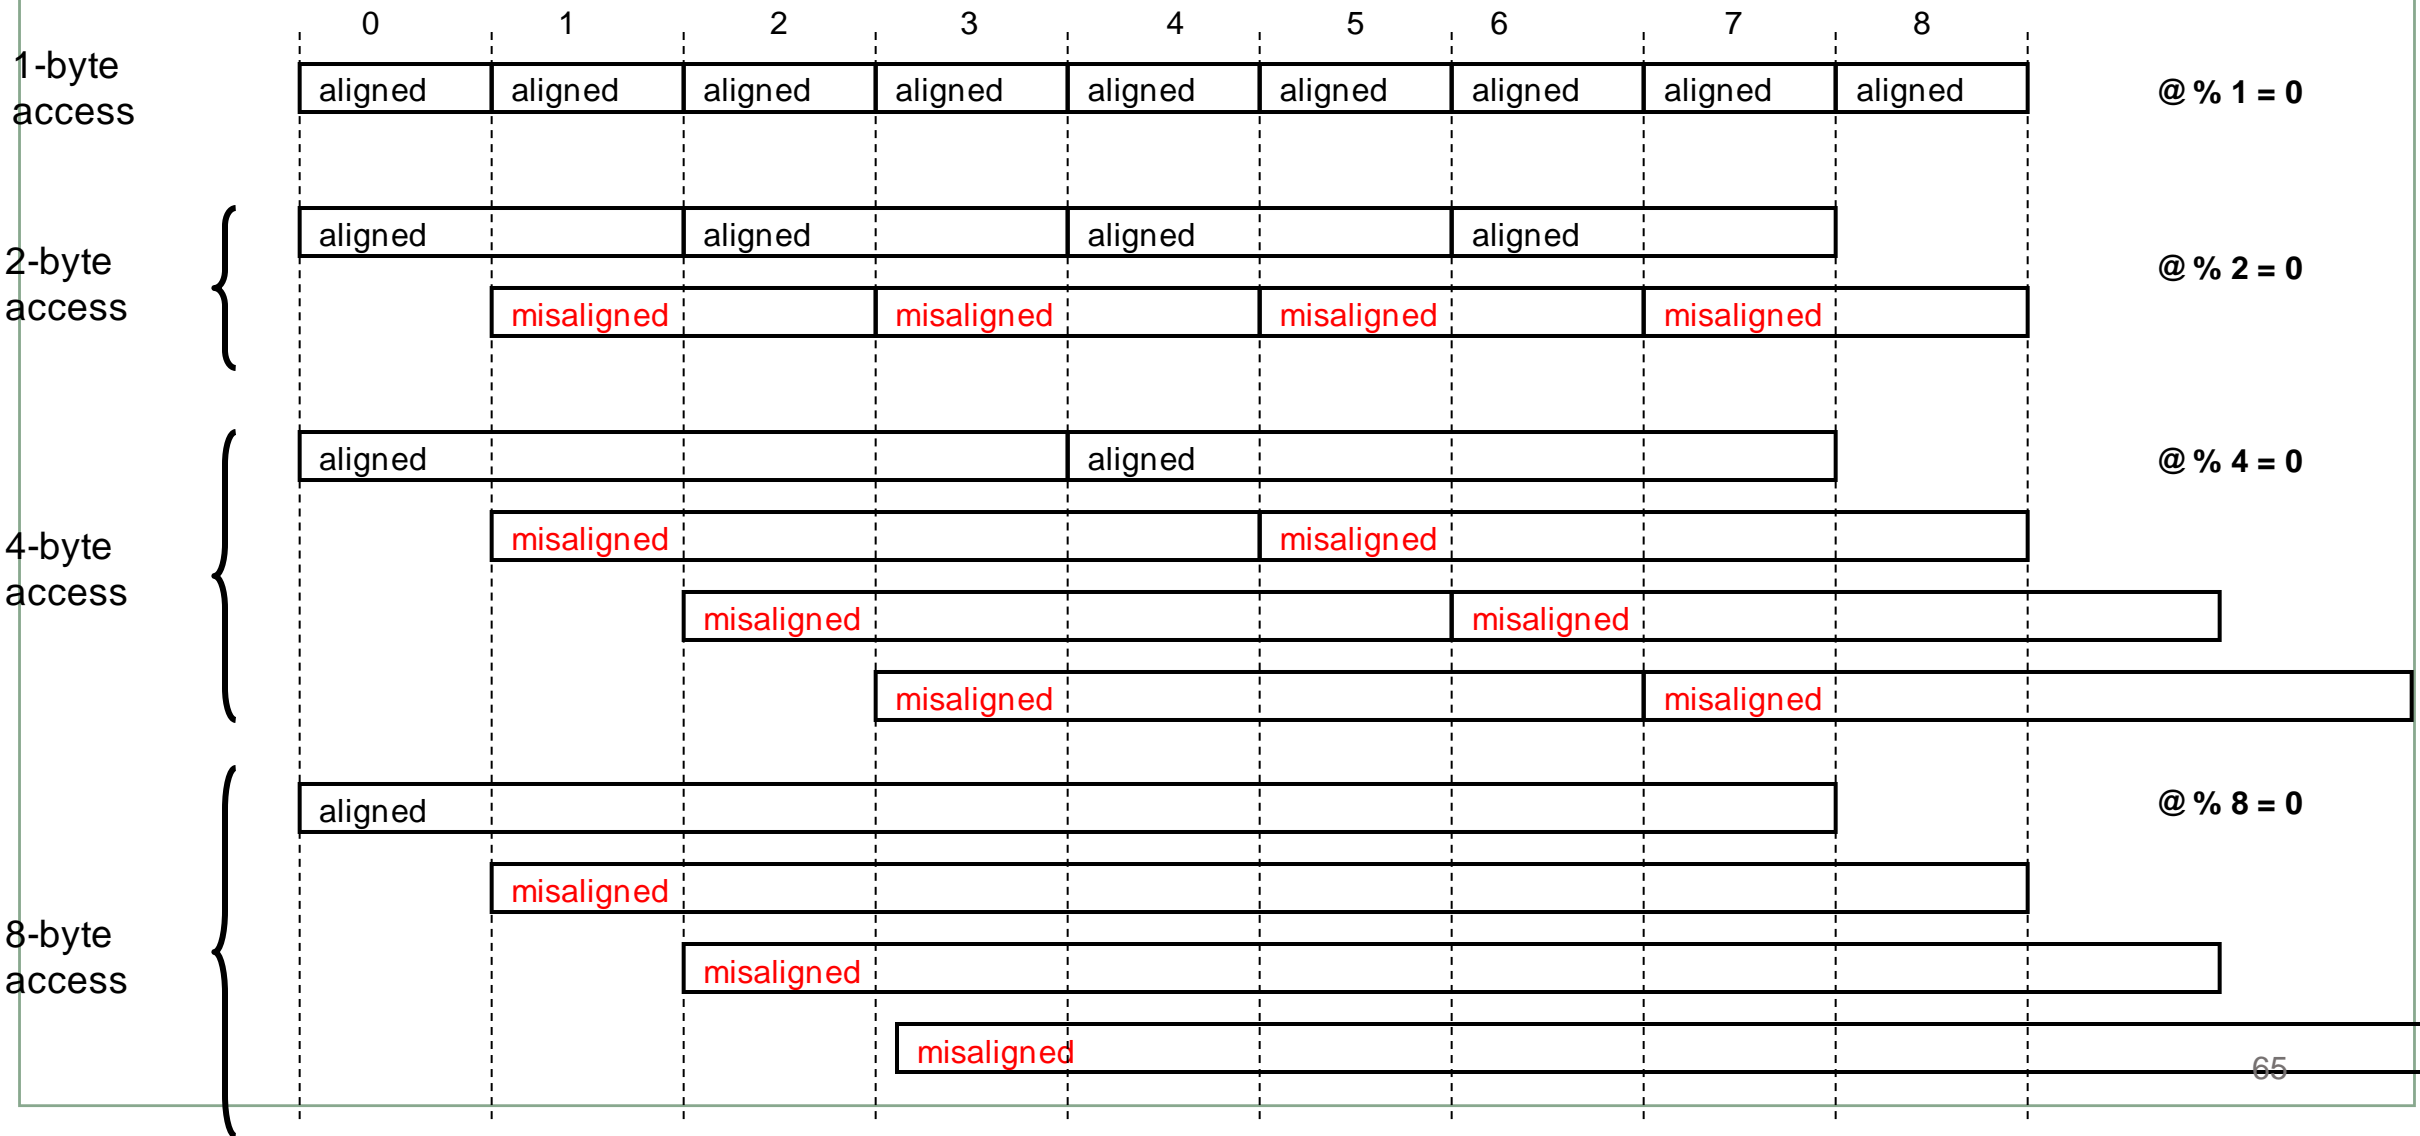 0 1 2 3 4 5 6 7 8
1-byte
access
aligned aligned aligned aligned aligned aligned aligned aligned aligned
@ % 1 = 0
2-byte
access
aligned aligned aligned aligned
@ % 2 = 0
misaligned misaligned misaligned misaligned
4-byte
access
aligned aligned
@ % 4 = 0
misaligned misaligned
misaligned misaligned
misaligned misaligned
8-byte
access
aligned
@ % 8 = 0
misaligned
misaligned
misaligned
65